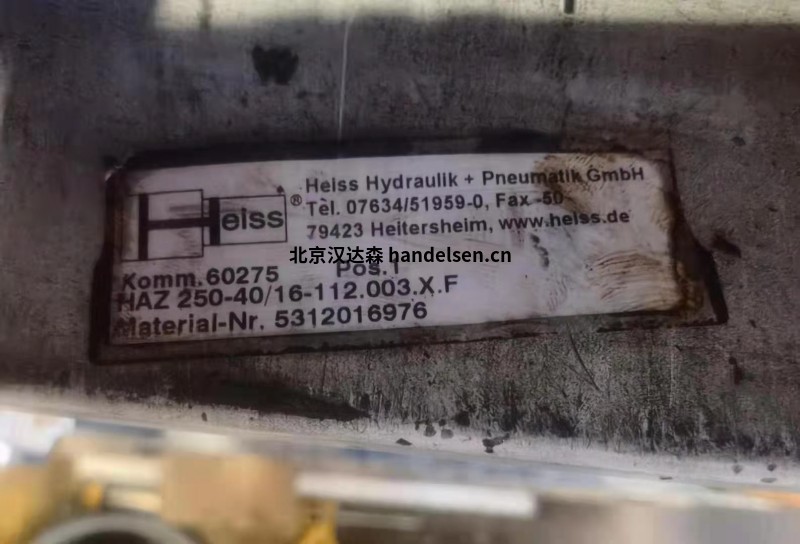 Heiss ®
Heiss Hydraulik + Pneumatik GmbH
Tel. 07634/51959-0, Fax -50
79423 Heitersheim, www.heiss.de
北京汉达森 handelsen.cn
Komm.60275 Pos.1
HAZ 250-40/16-112.003.X.F
Material-Nr. 5312016976